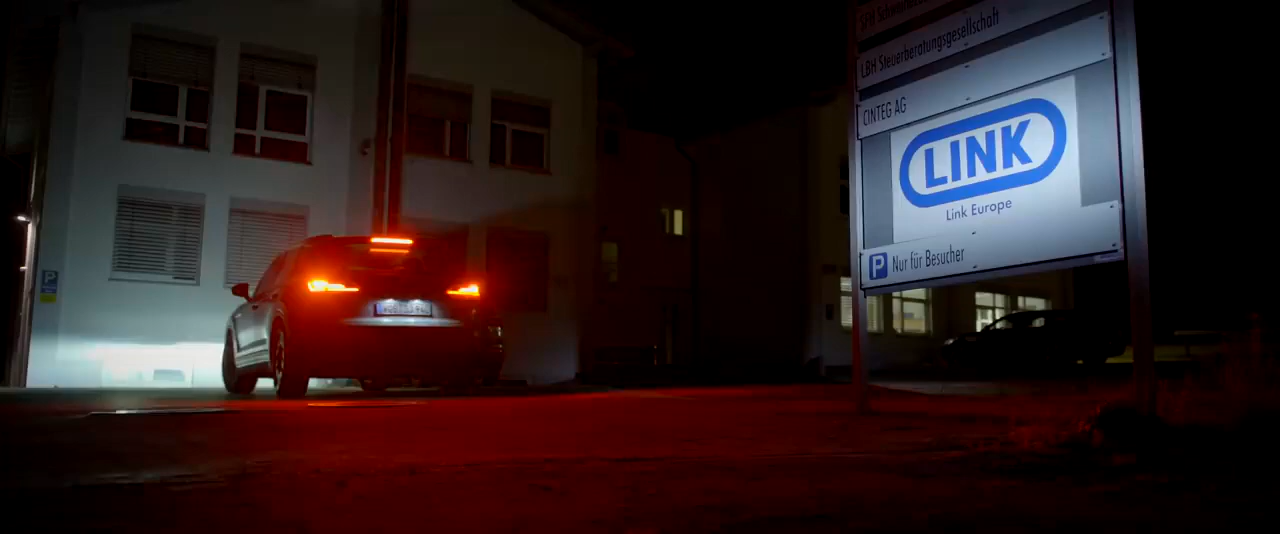 LBH Steuerberatungsgesellschaft
CINTEG AG
LINK
Link Europe
P Nur für Besucher
P